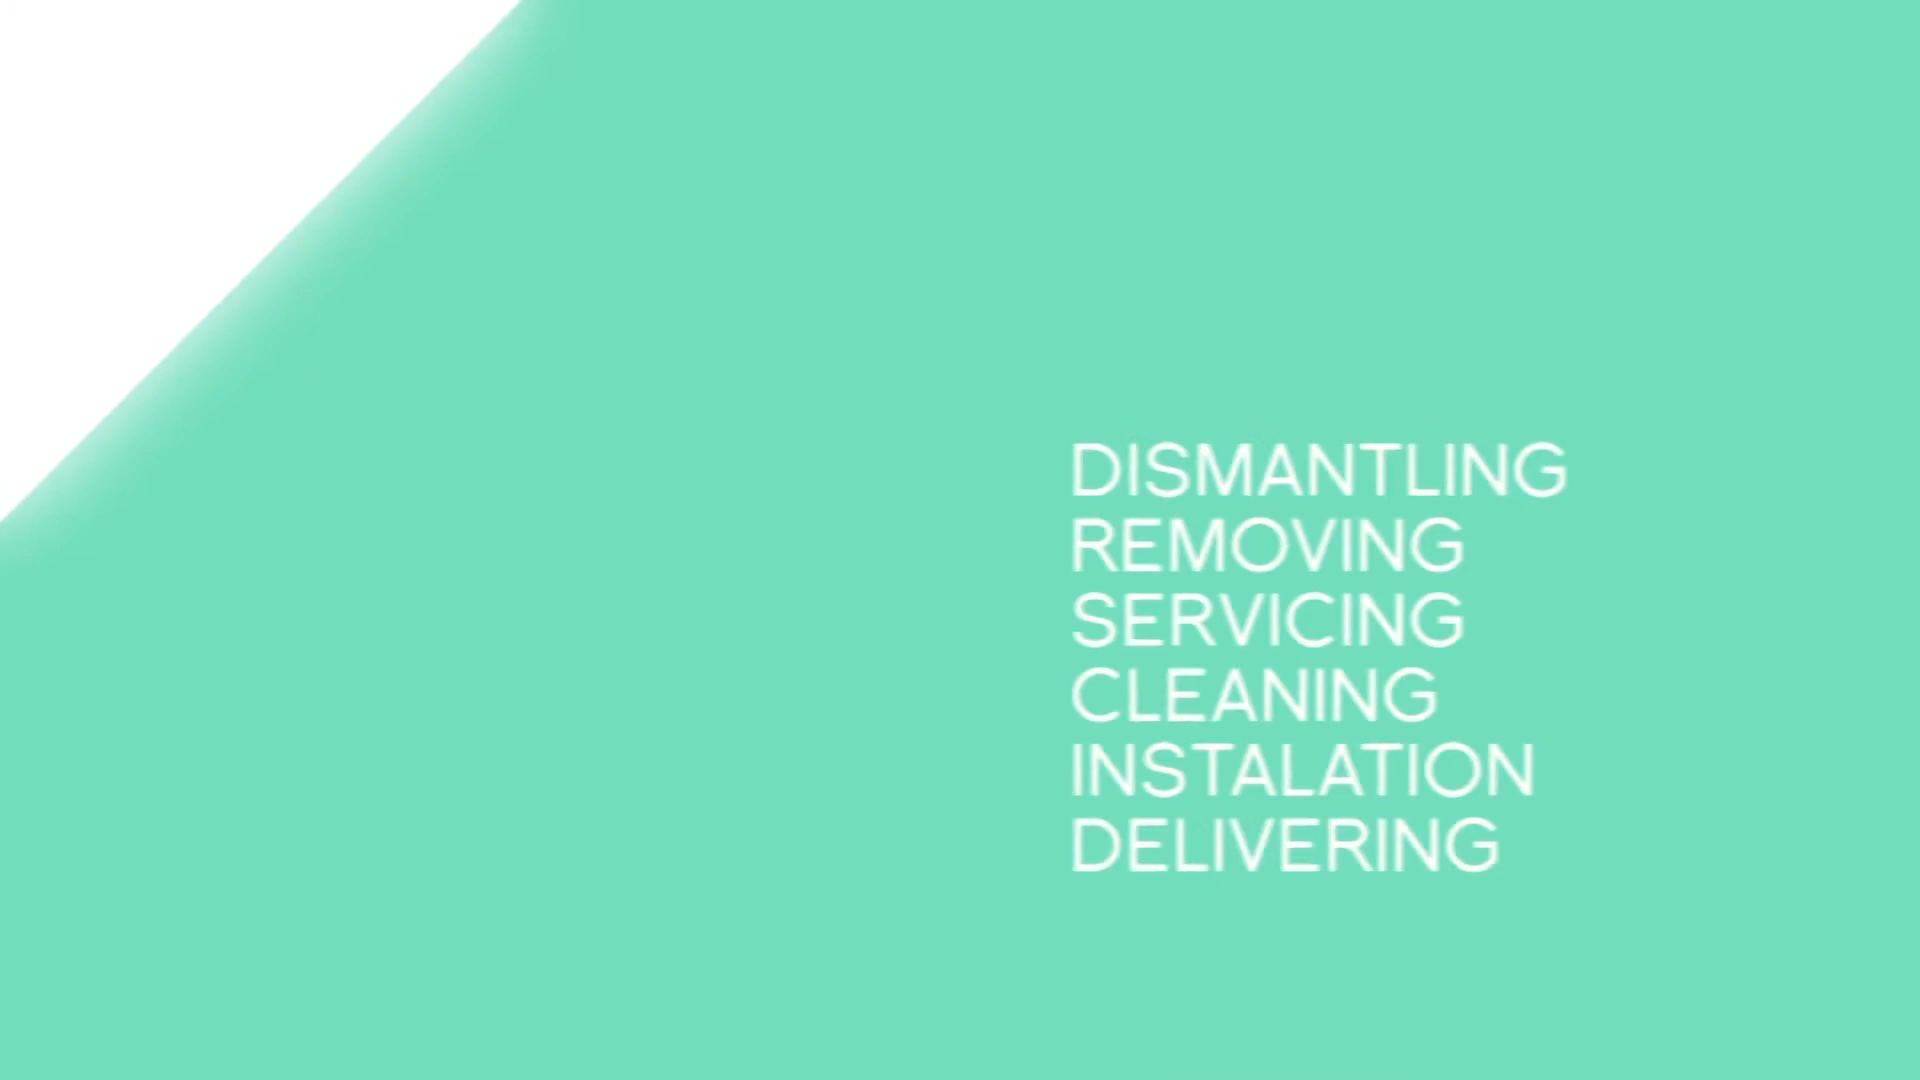 DISMANTLING
REMOVING
SERVICING
CLEANING
INSTALATION
DELIVERING